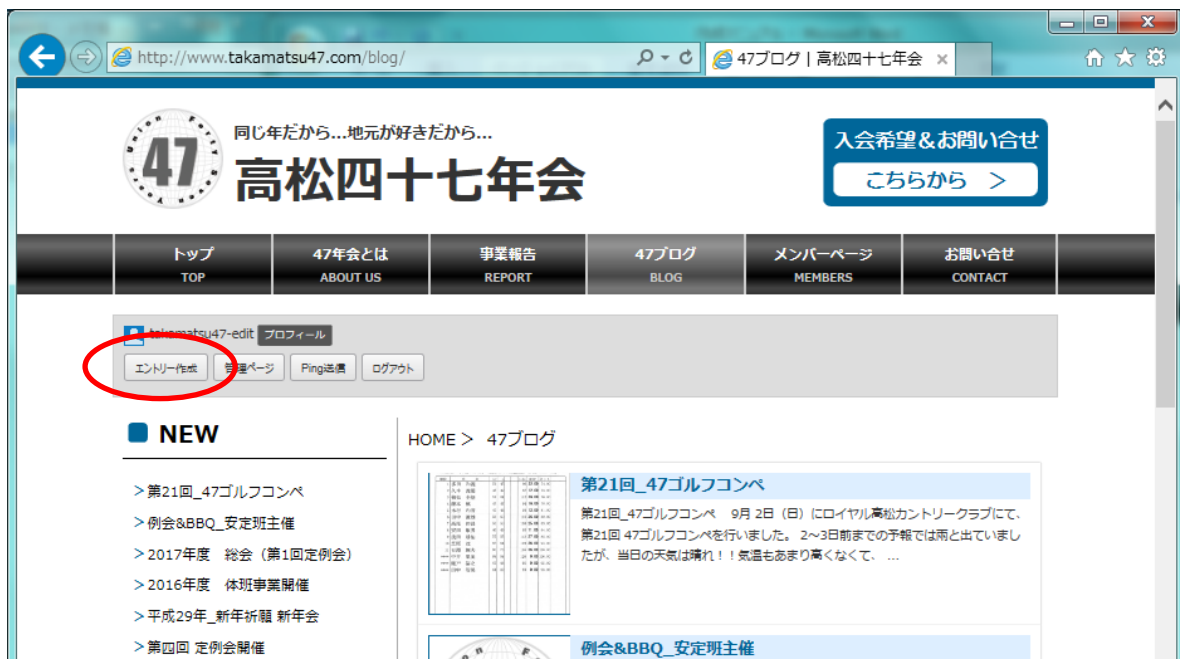 http://www.takamatsu47.com/blog/
47ブログ | 高松四十七年会
同じ年だから...地元が好きだから...
47
高松四十七年会
入会希望&お問い合せ
こちらから >
トップ
TOP
47年会とは
ABOUT US
事業報告
REPORT
47ブログ
BLOG
メンバーページ
MEMBERS
お問い合せ
CONTACT
takamatsu47-edit プロフィール
エントリー作成 管理ページ Ping送信 ログアウト
NEW
>第21回_47ゴルフコンペ
>例会&BBQ_安定班主催
>2017年度 総会(第1回定例会)
>2016年度 体班事業開催
>平成29年_新年祈願 新年会
>第四回 定例会開催
HOME > 47ブログ
第21回_47ゴルフコンペ
第21回_47ゴルフコンペ 9月 2日(日)にロイヤル高松カントリークラブにて、
第21回 47ゴルフコンペを行いました。 2~3日前までの予報では雨と出ていまし
たが、当日の天気は晴れ!!気温もあまり高くなくて、 ...
例会&BBQ_安定班主催